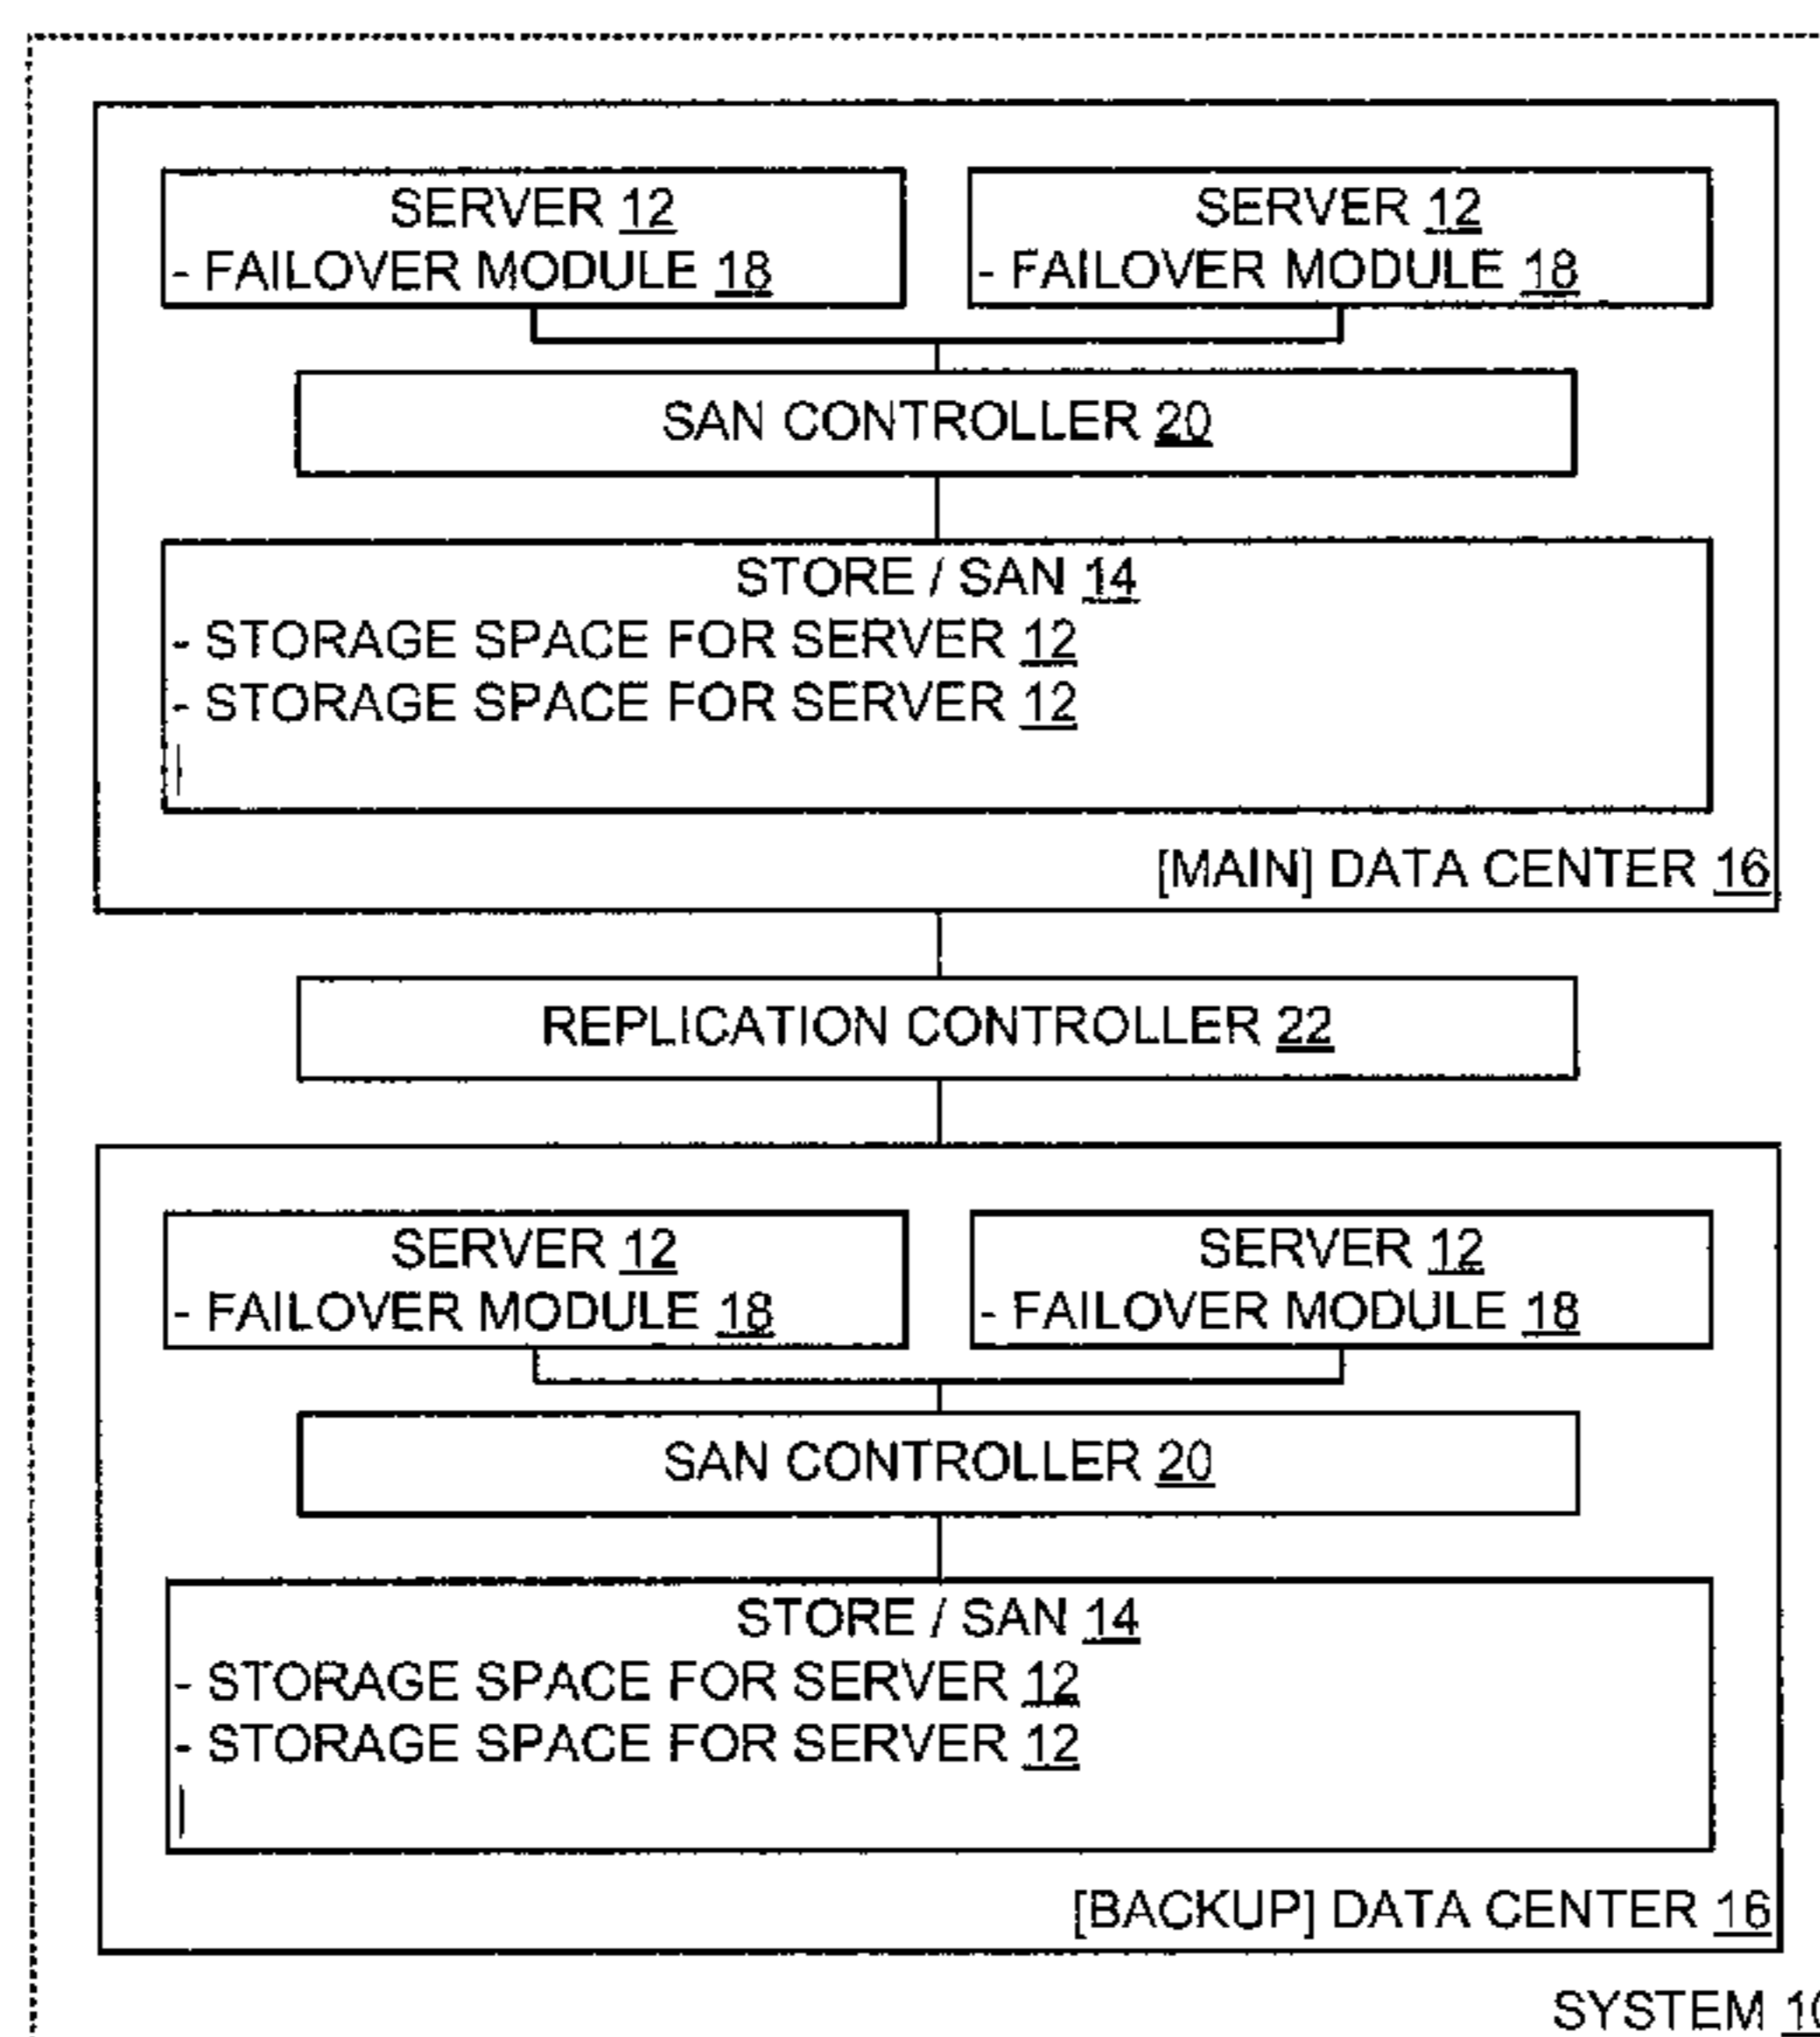 SERVER 12
- FAILOVER MODULE 18
SERVER 12
- FAILOVER MODULE 18
SAN CONTROLLER 20
STORE / SAN 14
- STORAGE SPACE FOR SERVER 12
- STORAGE SPACE FOR SERVER 12
[MAIN] DATA CENTER 16
REPLICATION CONTROLLER 22
SERVER 12
- FAILOVER MODULE 18
SERVER 12
- FAILOVER MODULE 18
SAN CONTROLLER 20
STORE / SAN 14
- STORAGE SPACE FOR SERVER 12
- STORAGE SPACE FOR SERVER 12
[BACKUP] DATA CENTER 16
SYSTEM 10